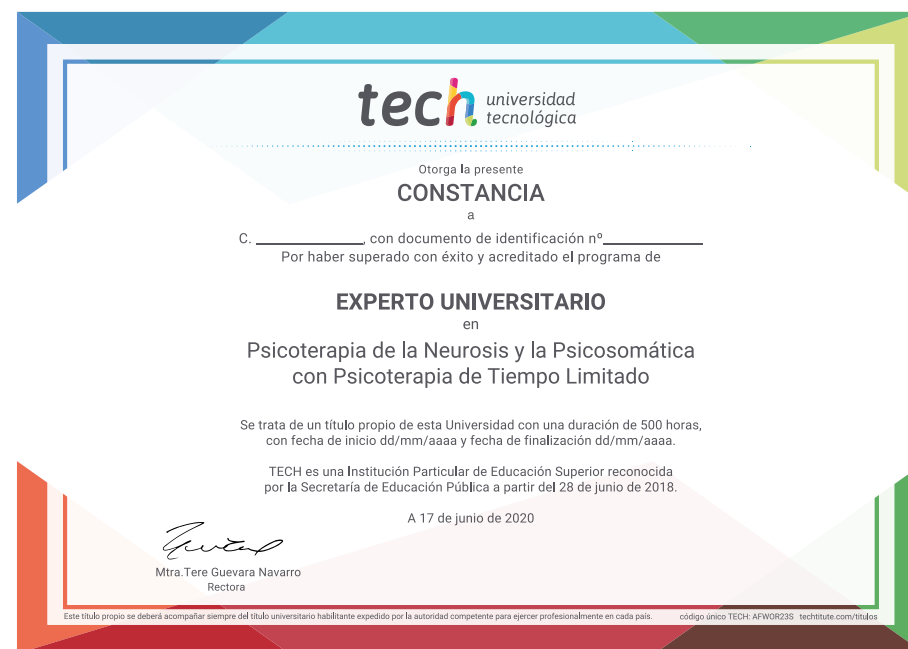 tech universidad
tecnológica
Otorga la presente
CONSTANCIA
a
C. ______________, con documento de identificación nº______________
Por haber superado con éxito y acreditado el programa de
EXPERTO UNIVERSITARIO
en
Psicoterapia de la Neurosis y la Psicosomática
con Psicoterapia de Tiempo Limitado
Se trata de un título propio de esta Universidad con una duración de 500 horas,
con fecha de inicio dd/mm/aaaa y fecha de finalización dd/mm/aaaa.
TECH es una Institución Particular de Educación Superior reconocida
por la Secretaría de Educación Pública a partir del 28 de junio de 2018.
A 17 de junio de 2020
Mtra.Tere Guevara Navarro
Rectora
Este título propio se deberá acompañar siempre del título universitario habilitante expedido por la autoridad competente para ejercer profesionalmente en cada país. código único TECH: AFWOR23S techtitute.com/titulos